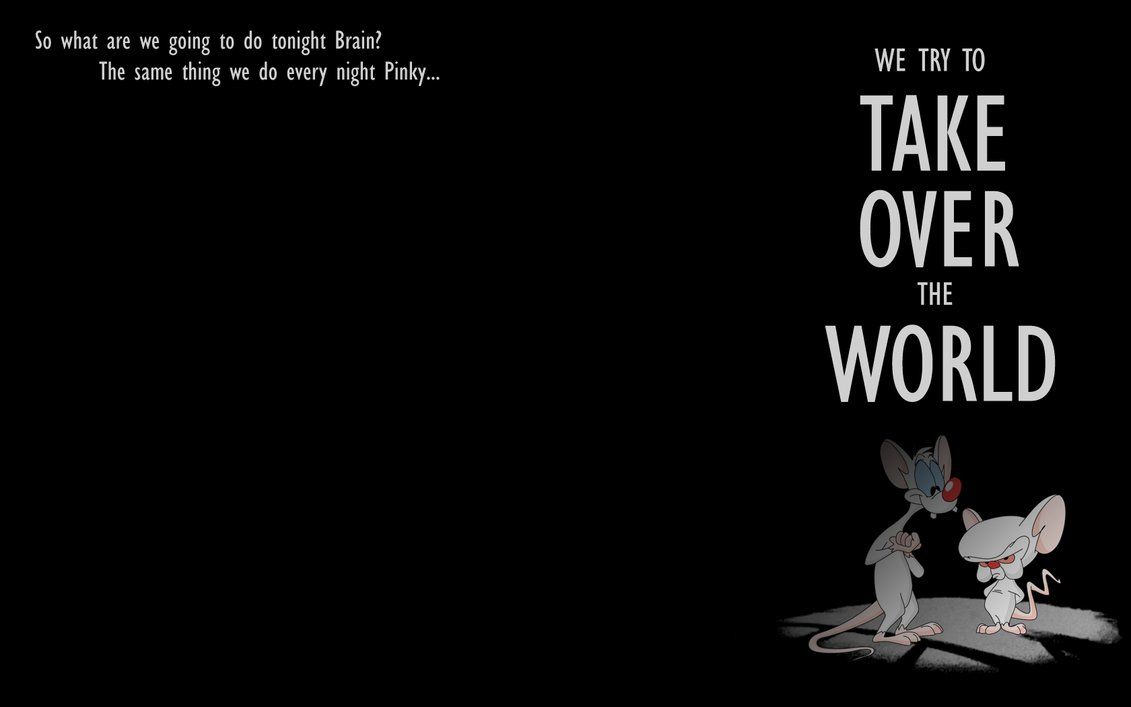 So what are we going to do tonight Brain?
The same thing we do every night Pinky...
WE TRY TO
TAKE
OVER
THE
WORLD